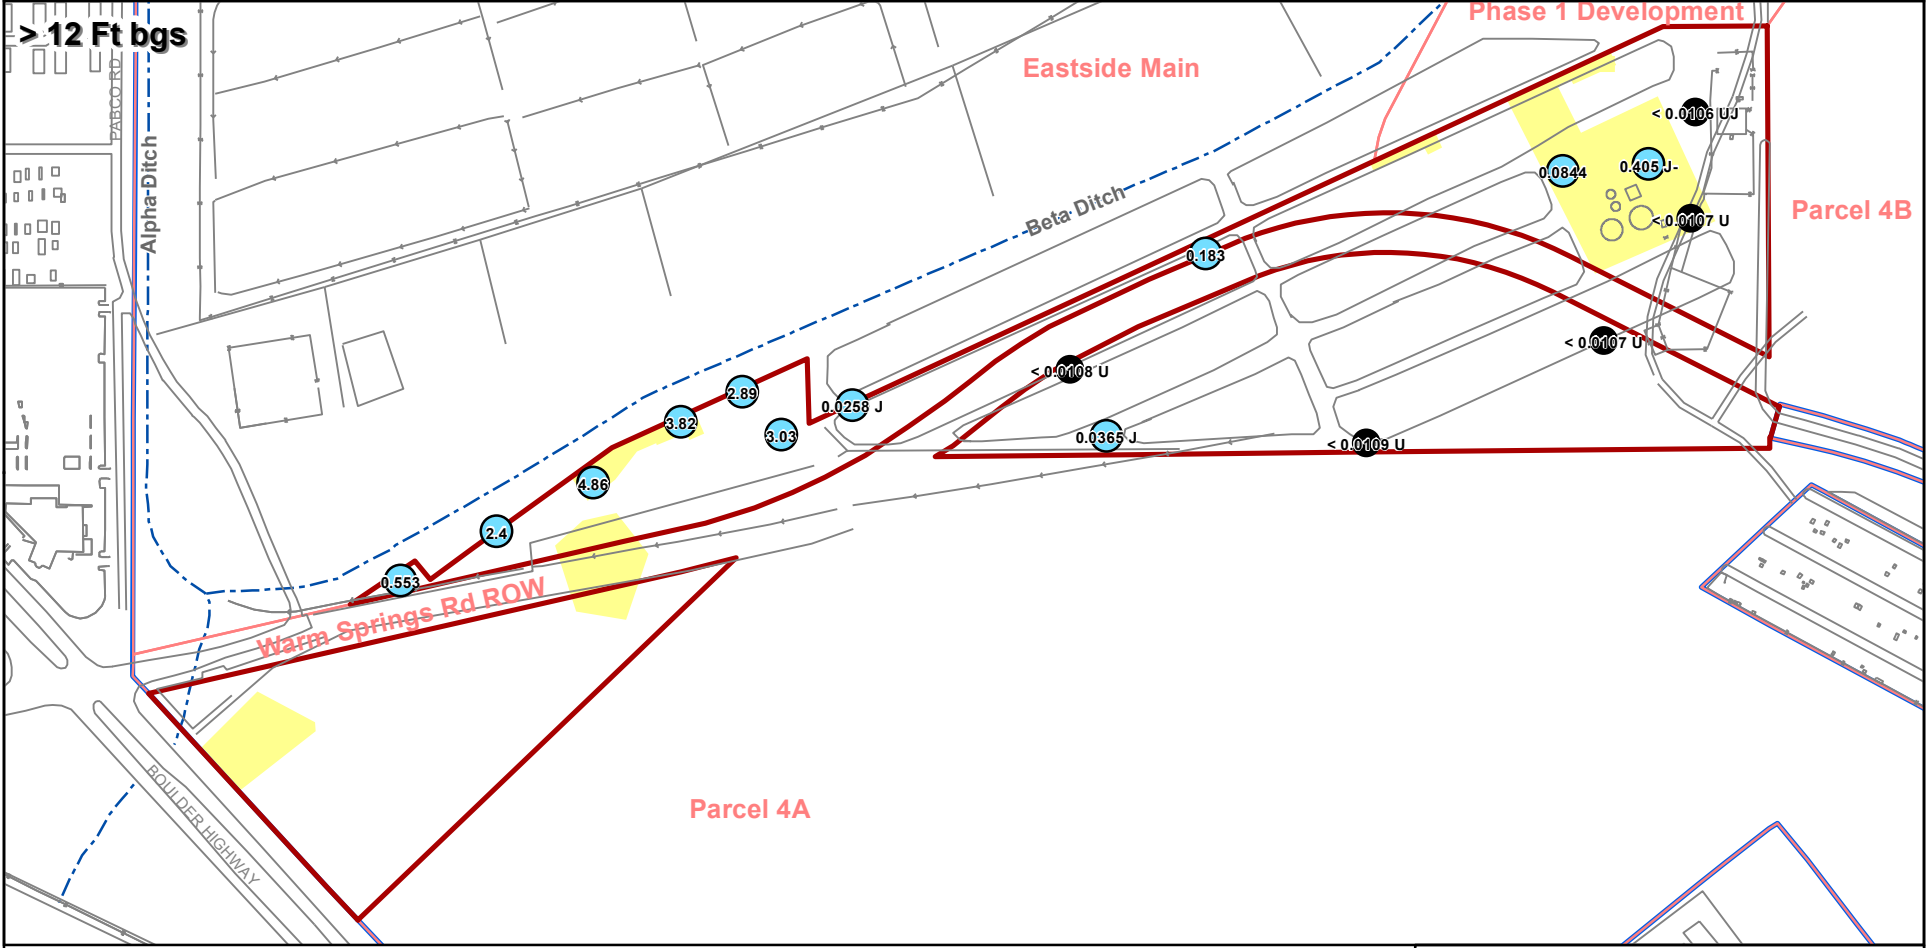 Phase 1 Development
> 12 Ft bgs
Eastside Main
PABCO RD
Alpha Ditch
< 0.0106 UJ
0.0844
0.405 J-
Beta Ditch
Parcel 4B
< 0.0107 U
0.183
< 0.0107 U
< 0.0108 U
2.89
0.0258 J
3.82
3.03
0.0365 J
< 0.0109 U
4.86
2.4
0.553
Warm Springs Rd ROW
Parcel 4A
BOULDER HIGHWAY